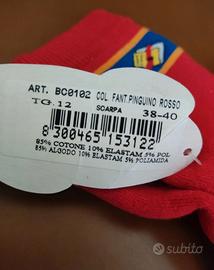 ART. BC0102 COL. FANT.PINGUINO ROSSO
TG. 12 SCARPA 38-40
8 300465 153122
85% COTONE 10% ELASTAM 5% POL
85% ALGODO 10% ELASTAM 5% POLIAMIDA
subito